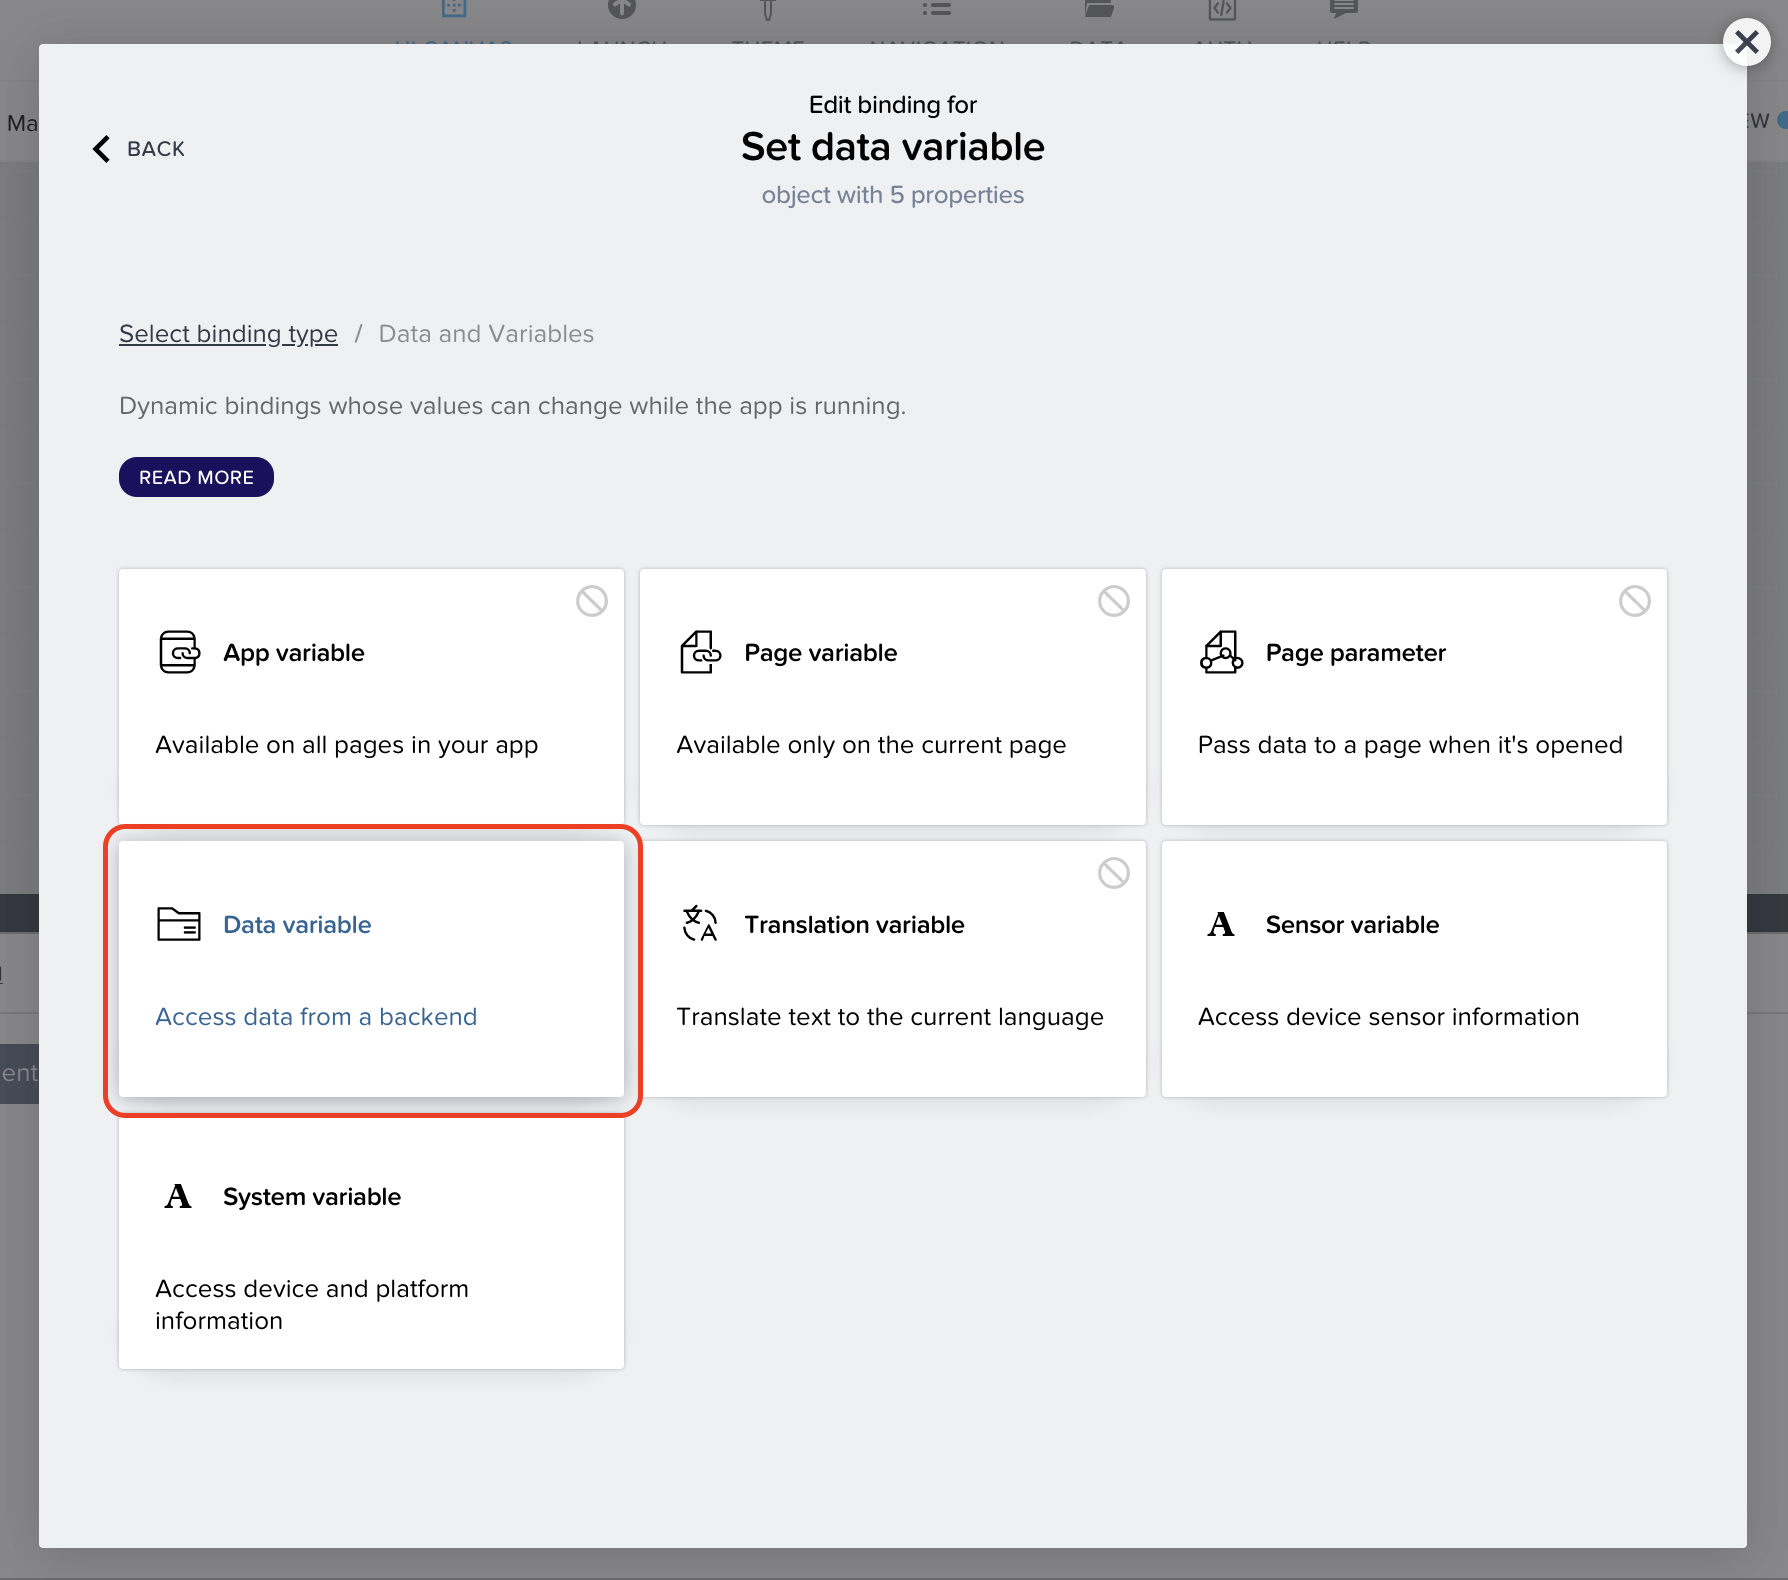 Ma
Edit binding for
BACK
Set data variable
object with 5 properties
Select binding type / Data and Variables
Dynamic bindings whose values can change while the app is running.
READ MORE
App variable
Available on all pages in your app
Page variable
Available only on the current page
Page parameter
Pass data to a page when it's opened
Data variable
Access data from a backend
Translation variable
Translate text to the current language
Sensor variable
Access device sensor information
ent
System variable
Access device and platform
information